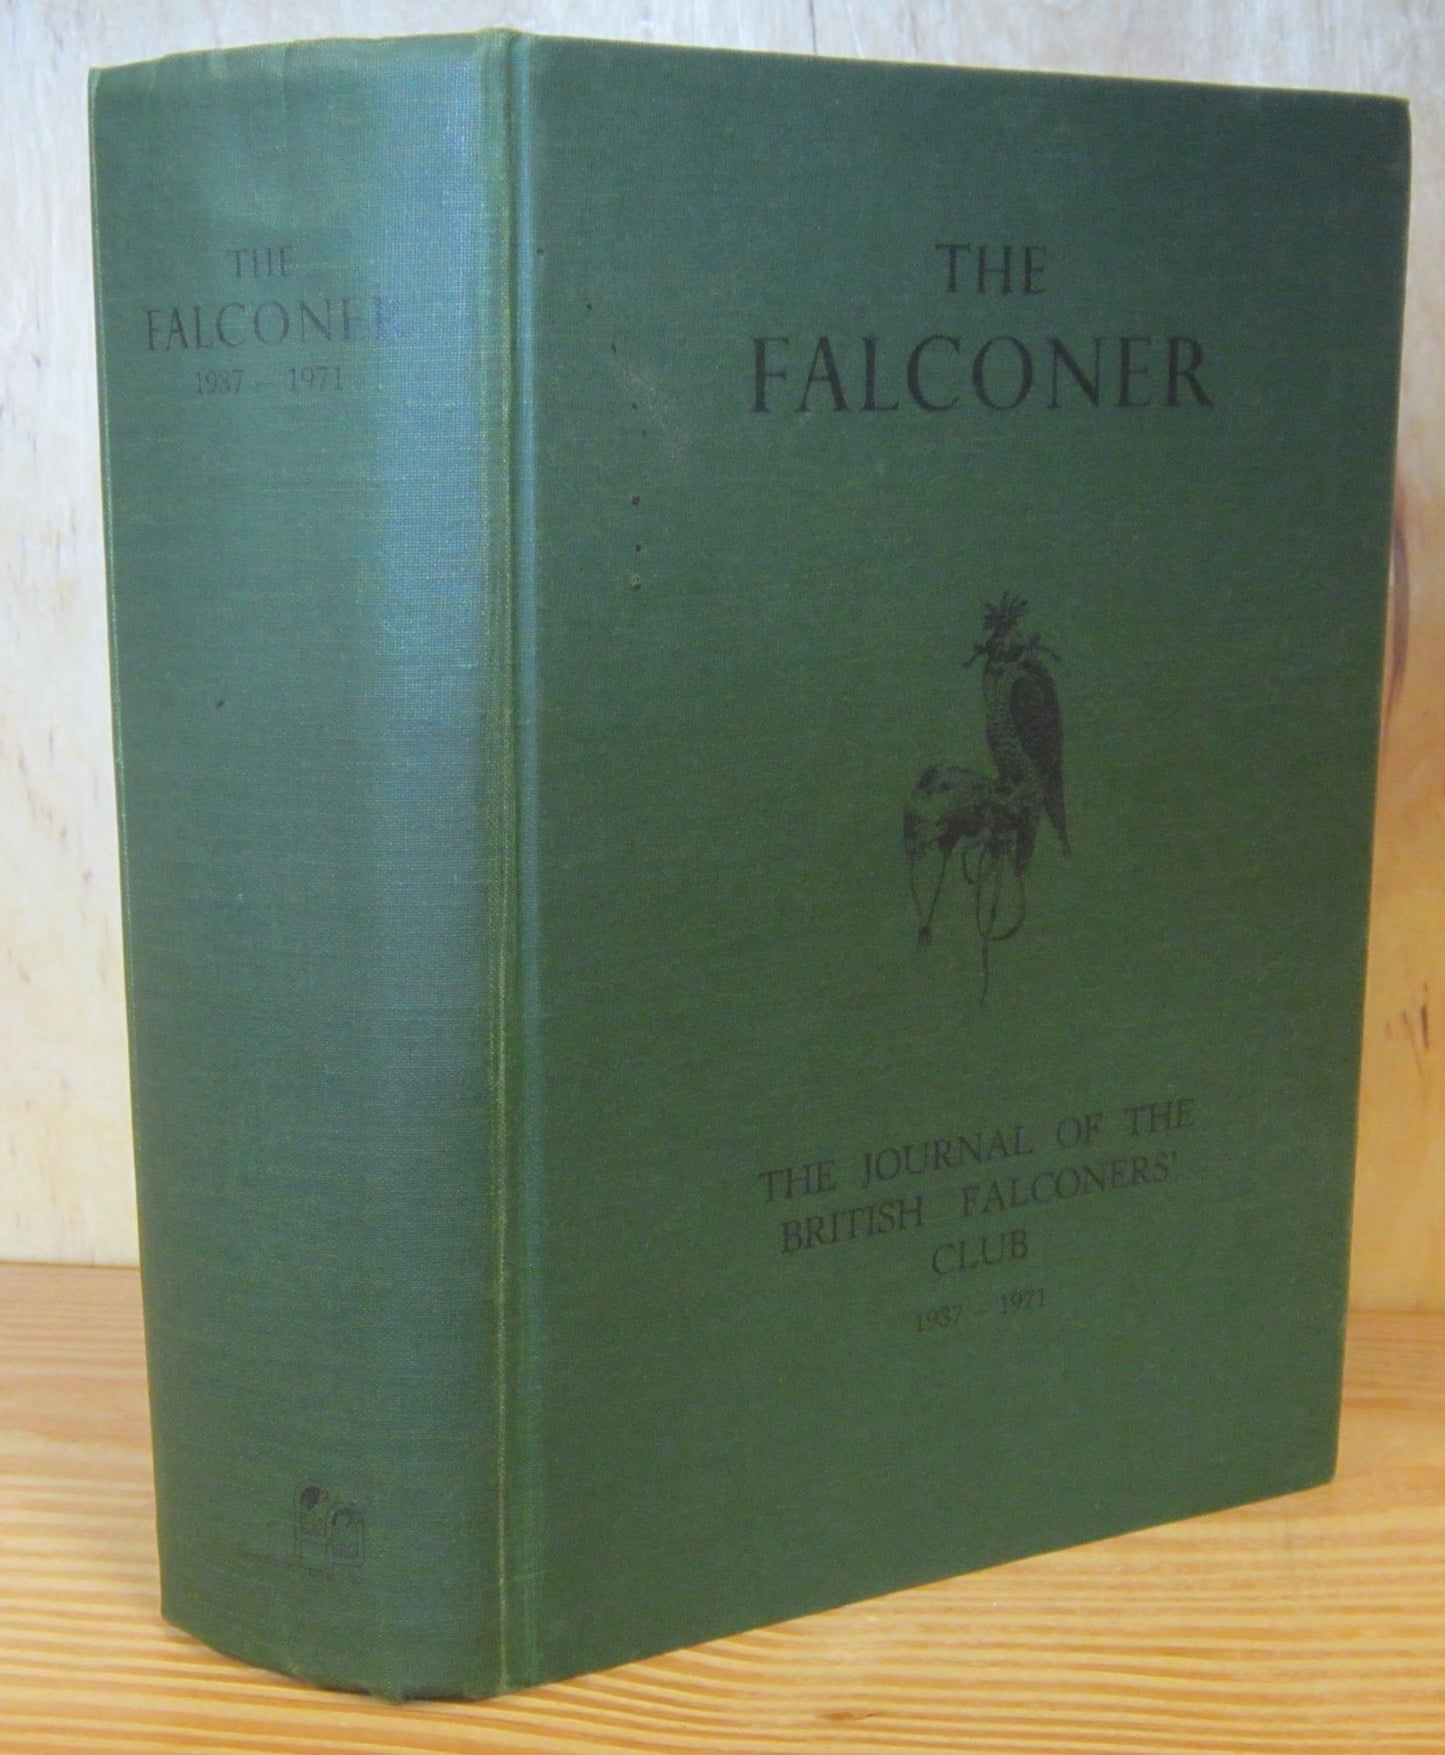 THE
FALCONER
1937 – 1971
THE
FALCONER
THE JOURNAL OF THE
BRITISH FALCONERS'
CLUB
1937 – 1971